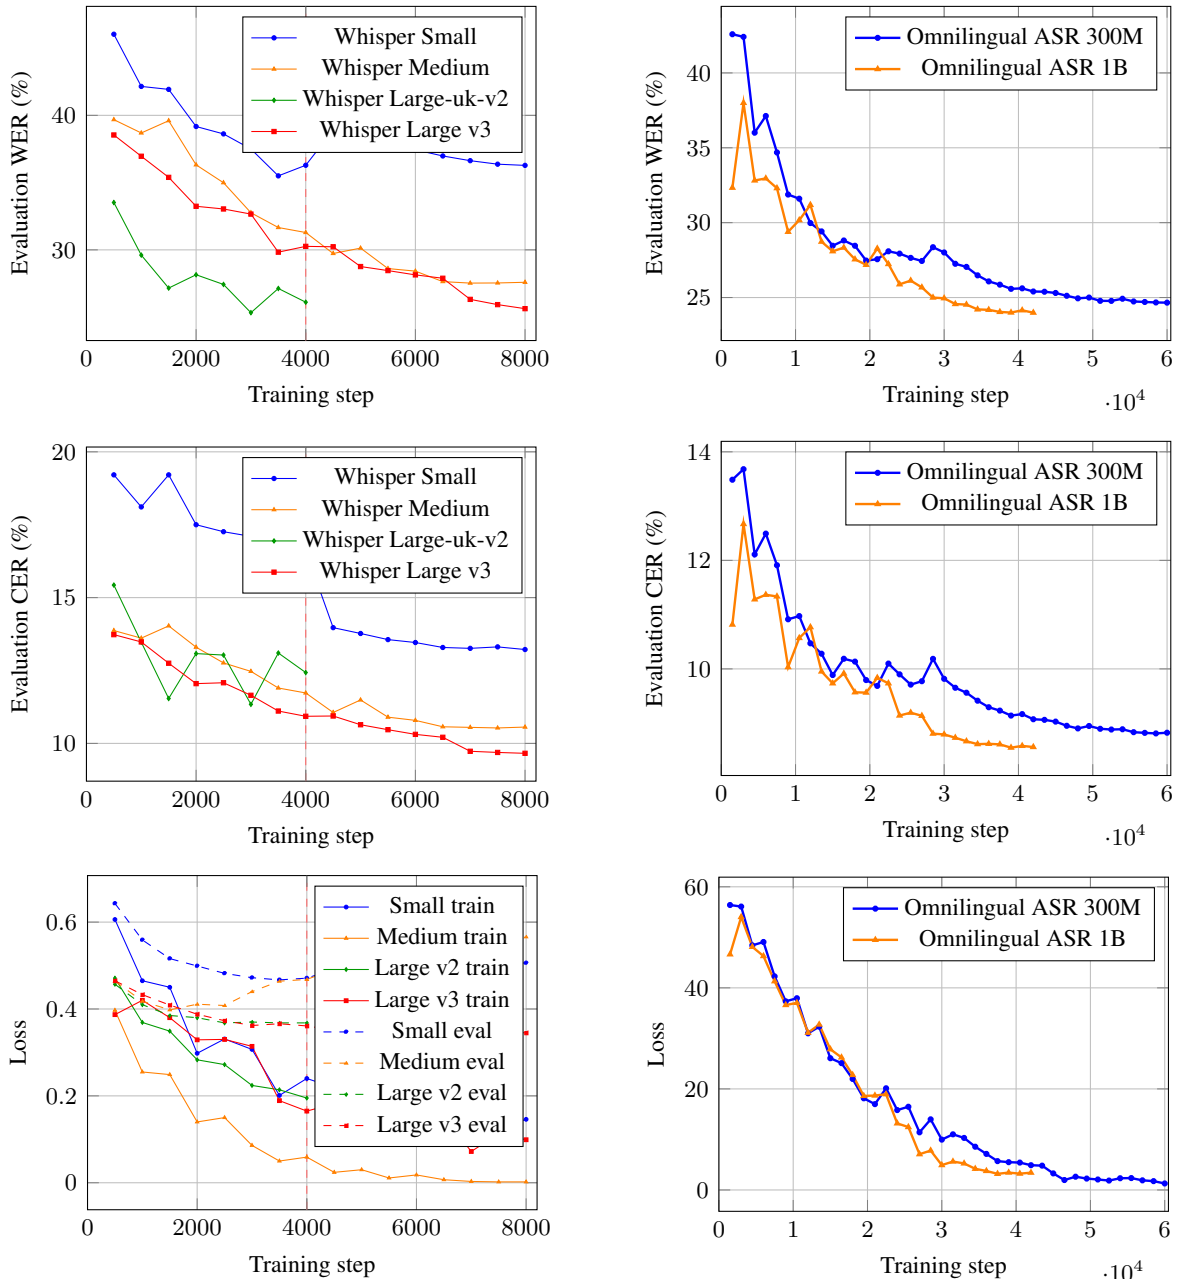 Evaluation WER (%)
40
30
0 2000 4000 6000 8000
Training step
Whisper Small
Whisper Medium
Whisper Large-uk-v2
Whisper Large v3
Evaluation WER (%)
40
35
30
25
0 1 2 3 4 5 6
·10⁴
Training step
Omnilingual ASR 300M
Omnilingual ASR 1B
Evaluation CER (%)
20
15
10
0 2000 4000 6000 8000
Training step
Whisper Small
Whisper Medium
Whisper Large-uk-v2
Whisper Large v3
Evaluation CER (%)
14
12
10
0 1 2 3 4 5 6
·10⁴
Training step
Omnilingual ASR 300M
Omnilingual ASR 1B
Loss
0.6
0.4
0.2
0
0 2000 4000 6000 8000
Training step
Small train
Medium train
Large v2 train
Large v3 train
Small eval
Medium eval
Large v2 eval
Large v3 eval
Loss
60
40
20
0
0 1 2 3 4 5 6
·10⁴
Training step
Omnilingual ASR 300M
Omnilingual ASR 1B